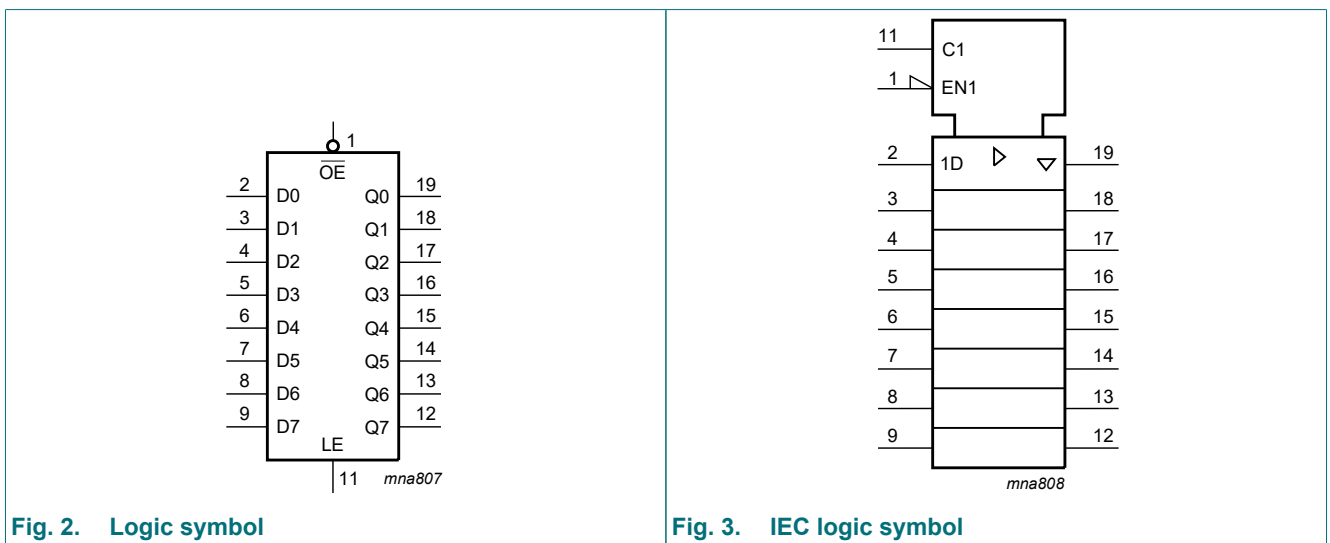 1
OE
2 D0 Q0 19
3 D1 Q1 18
4 D2 Q2 17
5 D3 Q3 16
6 D4 Q4 15
7 D5 Q5 14
8 D6 Q6 13
9 D7 Q7 12
LE
11 mna807
Fig. 2. Logic symbol
11 C1
1 EN1
2 1D 19
3 18
4 17
5 16
6 15
7 14
8 13
9 12
mna808
Fig. 3. IEC logic symbol